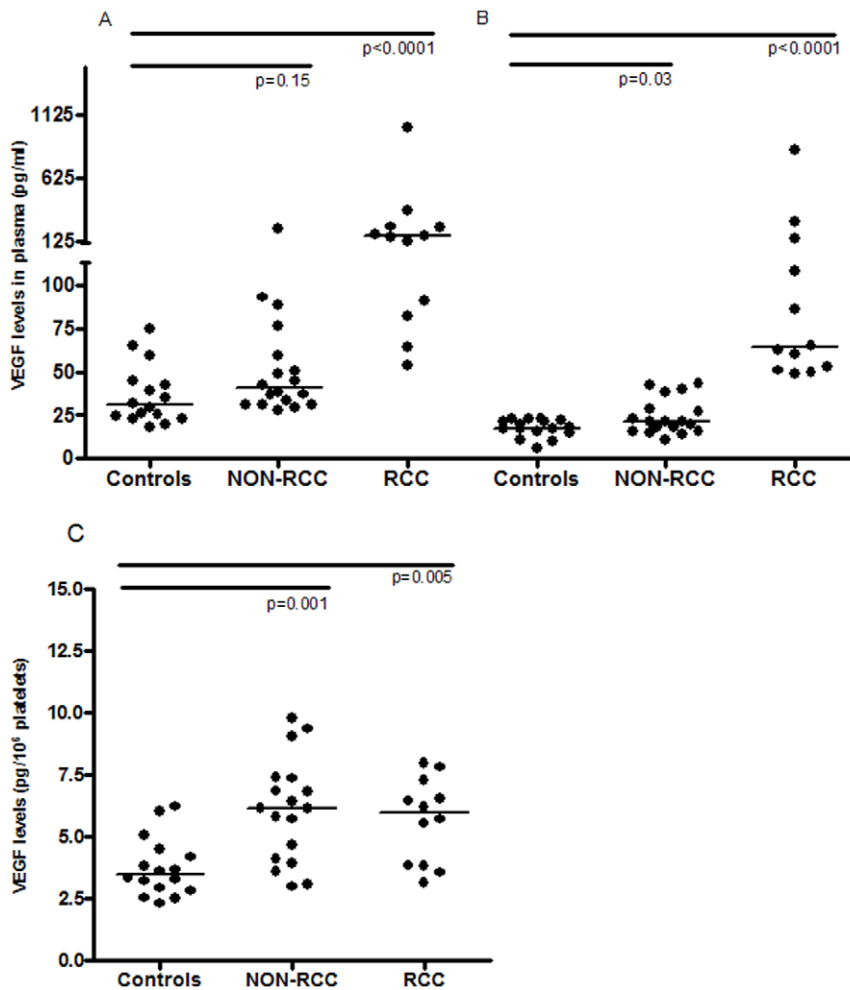 A
B
p<0.0001
p<0.0001
p=0.15
p=0.03
VEGF levels in plasma (pg/ml)
1125
625
125
100
75
50
25
0
Controls NON-RCC RCC Controls NON-RCC RCC
C
p=0.005
p=0.001
VEGF levels (pg/10⁶ platelets)
15.0
12.5
10.0
7.5
5.0
2.5
0.0
Controls NON-RCC RCC